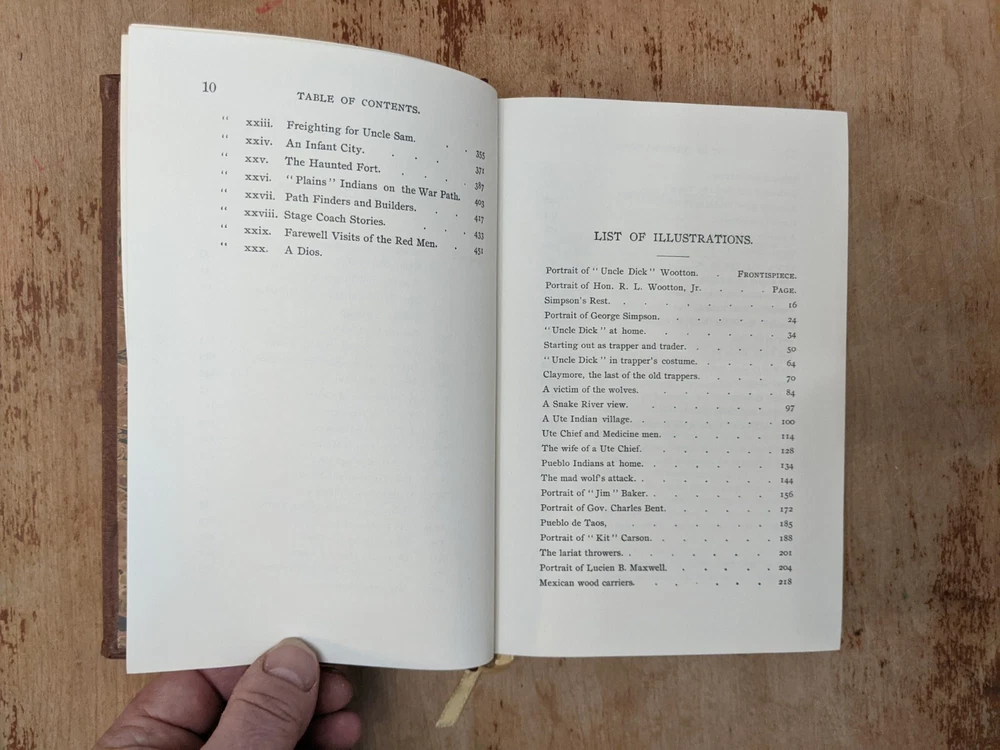 10
TABLE OF CONTENTS.
" xxiii. Freighting for Uncle Sam. . . 355
" xxiv. An Infant City. . . . . 371
" xxv. The Haunted Fort. . . . . 387
" xxvi. "Plains" Indians on the War Path. 403
" xxvii. Path Finders and Builders. . . 417
" xxviii. Stage Coach Stories. . . . 433
" xxix. Farewell Visits of the Red Men. . 451
" xxx. A Dios.
LIST OF ILLUSTRATIONS.
Portrait of "Uncle Dick" Wootton. . FRONTISPIECE.
Portrait of Hon. R. L. Wootton, Jr. . . . PAGE.
Simpson's Rest. . . . . . . 16
Portrait of George Simpson. . . . . 24
"Uncle Dick" at home. . . . . . 34
Starting out as trapper and trader. . . . . 50
"Uncle Dick" in trapper's costume. . . . . 64
Claymore, the last of the old trappers. . . . 70
A victim of the wolves. . . . . . 84
A Snake River view. . . . . . 97
A Ute Indian village. . . . . . . 100
Ute Chief and Medicine men. . . . . . 114
The wife of a Ute Chief. . . . . . 128
Pueblo Indians at home. . . . . . 134
The mad wolf's attack. . . . . . . 144
Portrait of "Jim" Baker. . . . . . 156
Portrait of Gov. Charles Bent. . . . . 172
Pueblo de Taos, . . . . . . 185
Portrait of "Kit" Carson. . . . . . 188
The lariat throwers. . . . . . . 201
Portrait of Lucien B. Maxwell. . . . . . 204
Mexican wood carriers. . . . . . . 218